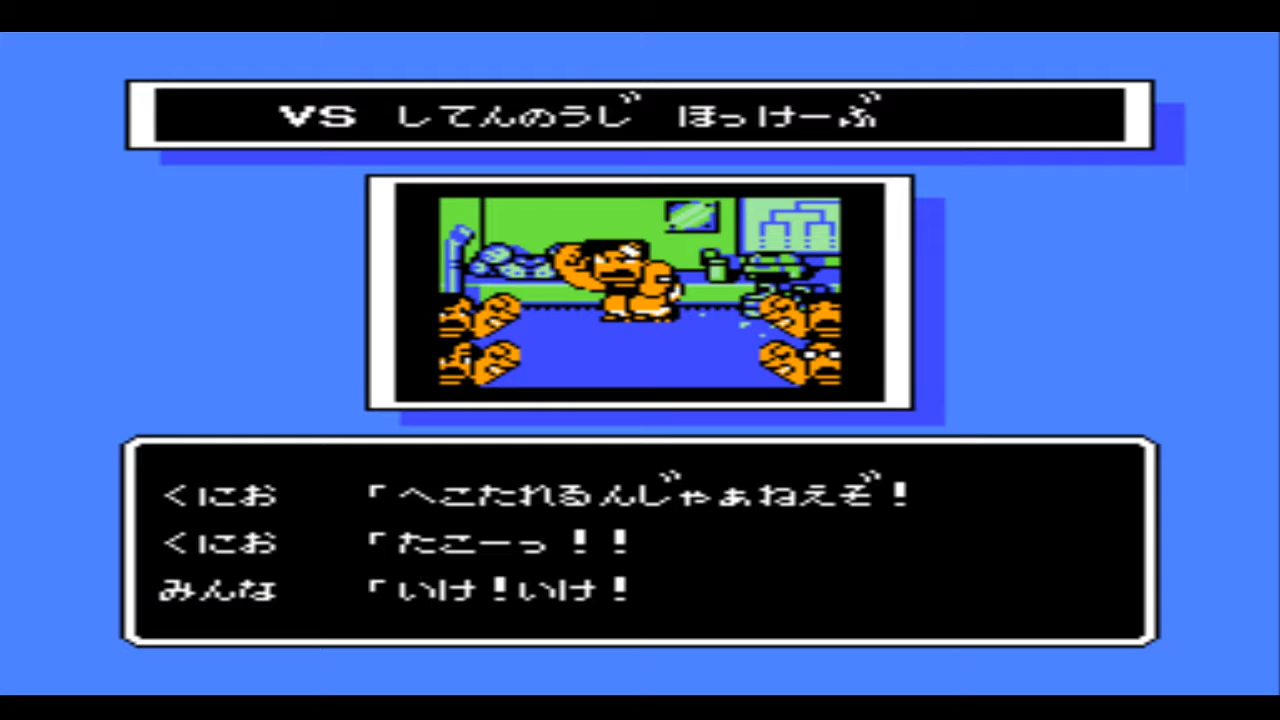 VS してんのうじ ほっけーぶ
くにお 「へこたれるんじゃぁねえぞ!
くにお 「たこーっ!!
みんな 「いけ!いけ!